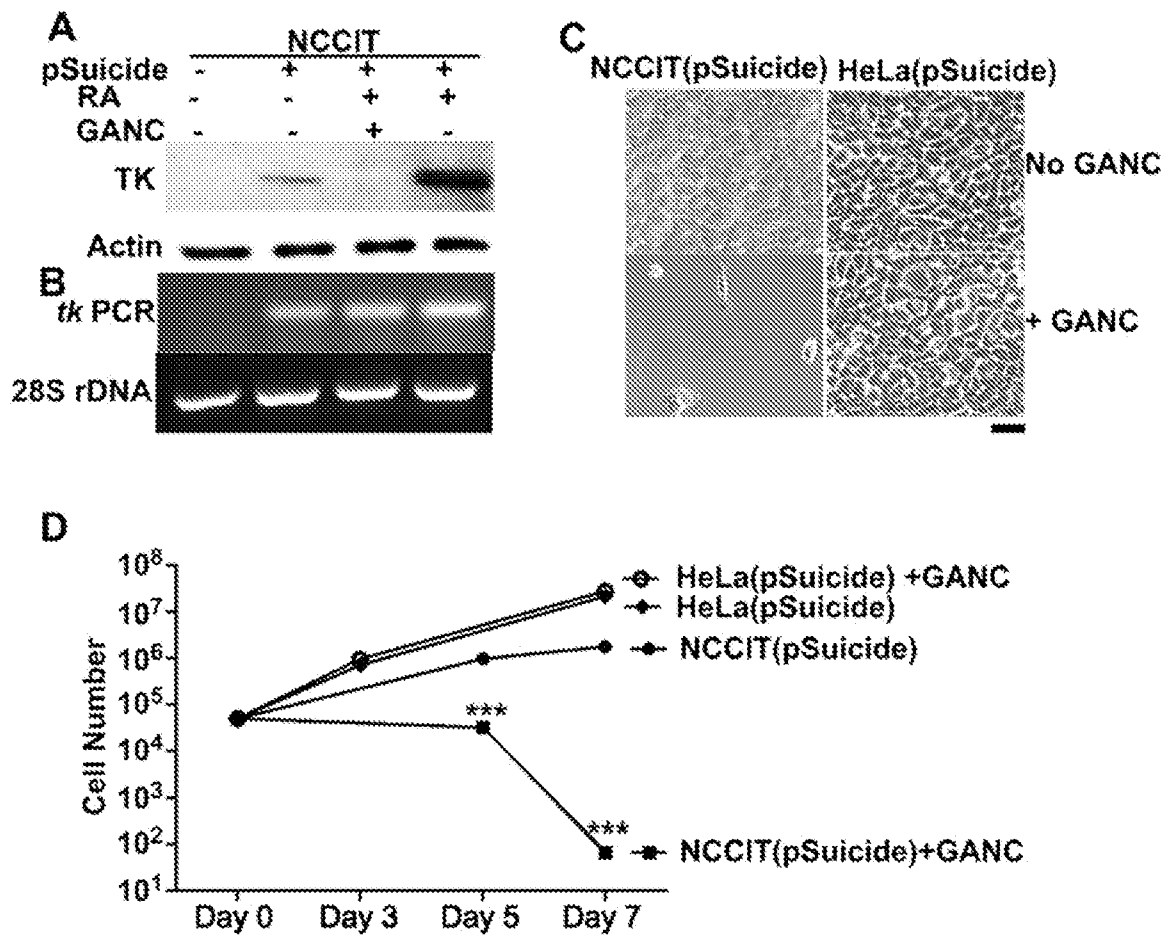 A
NCCIT
pSuicide - + + +
RA - + +
GANC - - + -
TK
Actin
B
tk PCR
28S rDNA
C
NCCIT(pSuicide) HeLa(pSuicide)
No GANC
+ GANC
D
Cell Number
10⁸
10⁷
10⁶
10⁵
10⁴
10³
10²
10¹
Day 0 Day 3 Day 5 Day 7
HeLa(pSuicide) +GANC
HeLa(pSuicide)
NCCIT(pSuicide)
***
***
NCCIT(pSuicide)+GANC